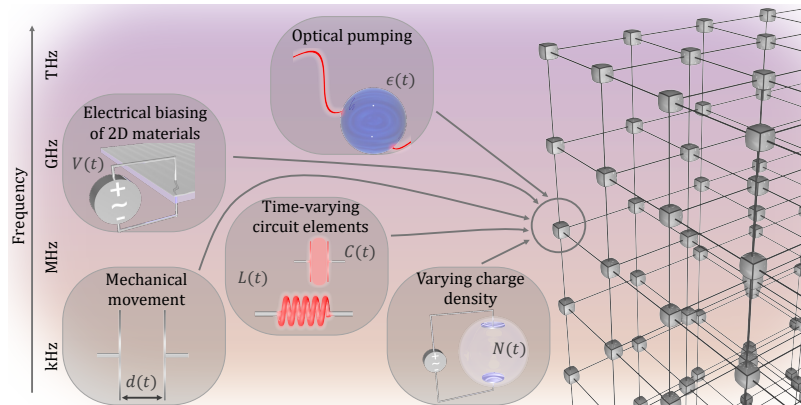 Optical pumping
ϵ(t)
Electrical biasing
of 2D materials
V(t)
Time-varying
circuit elements
C(t)
L(t)
Mechanical
movement
d(t)
Varying charge
density
N(t)
Frequency
THz
GHz
MHz
kHz